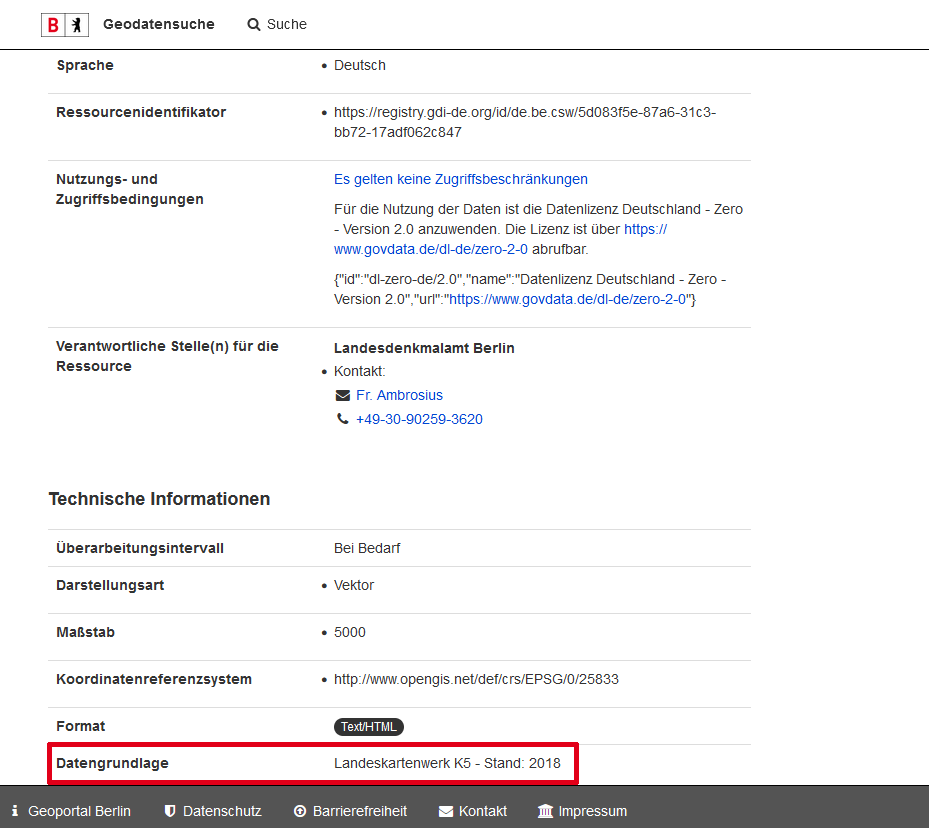 B Geodatensuche Suche
Sprache
Deutsch
Ressourcenidentifikator
https://registry.gdi-de.org/id/de.be.csw/5d083f5e-87a6-31c3-
bb72-17adf062c847
Nutzungs- und
Zugriffsbedingungen
Es gelten keine Zugriffsbeschränkungen
Für die Nutzung der Daten ist die Datenlizenz Deutschland - Zero
- Version 2.0 anzuwenden. Die Lizenz ist über https://
www.govdata.de/dl-de/zero-2-0 abrufbar.
{"id":"dl-zero-de/2.0","name":"Datenlizenz Deutschland - Zero -
Version 2.0","url":"https://www.govdata.de/dl-de/zero-2-0"}
Verantwortliche Stelle(n) für die
Ressource
Landesdenkmalamt Berlin
Kontakt:
Fr. Ambrosius
+49-30-90259-3620
Technische Informationen
Überarbeitungsintervall
Bei Bedarf
Darstellungsart
Vektor
Maßstab
5000
Koordinatenreferenzsystem
http://www.opengis.net/def/crs/EPSG/0/25833
Format
Text/HTML
Datengrundlage
Landeskartenwerk K5 - Stand: 2018
Geoportal Berlin Datenschutz Barrierefreiheit Kontakt Impressum